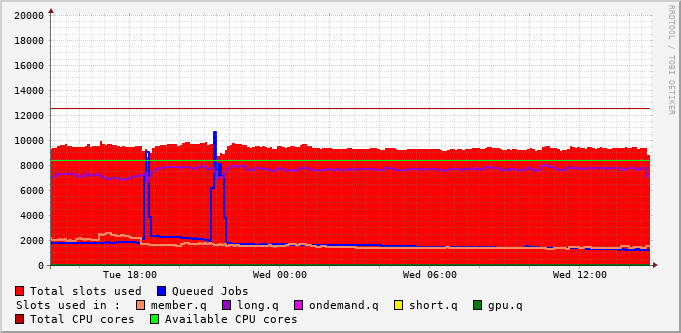 20000
18000
16000
14000
12000
10000
8000
6000
4000
2000
0
Tue 18:00 Wed 00:00 Wed 06:00 Wed 12:00
Total slots used Queued Jobs
Slots used in : member.q long.q ondemand.q short.q gpu.q
Total CPU cores Available CPU cores
RRDTOOL / TOBI OETIKER